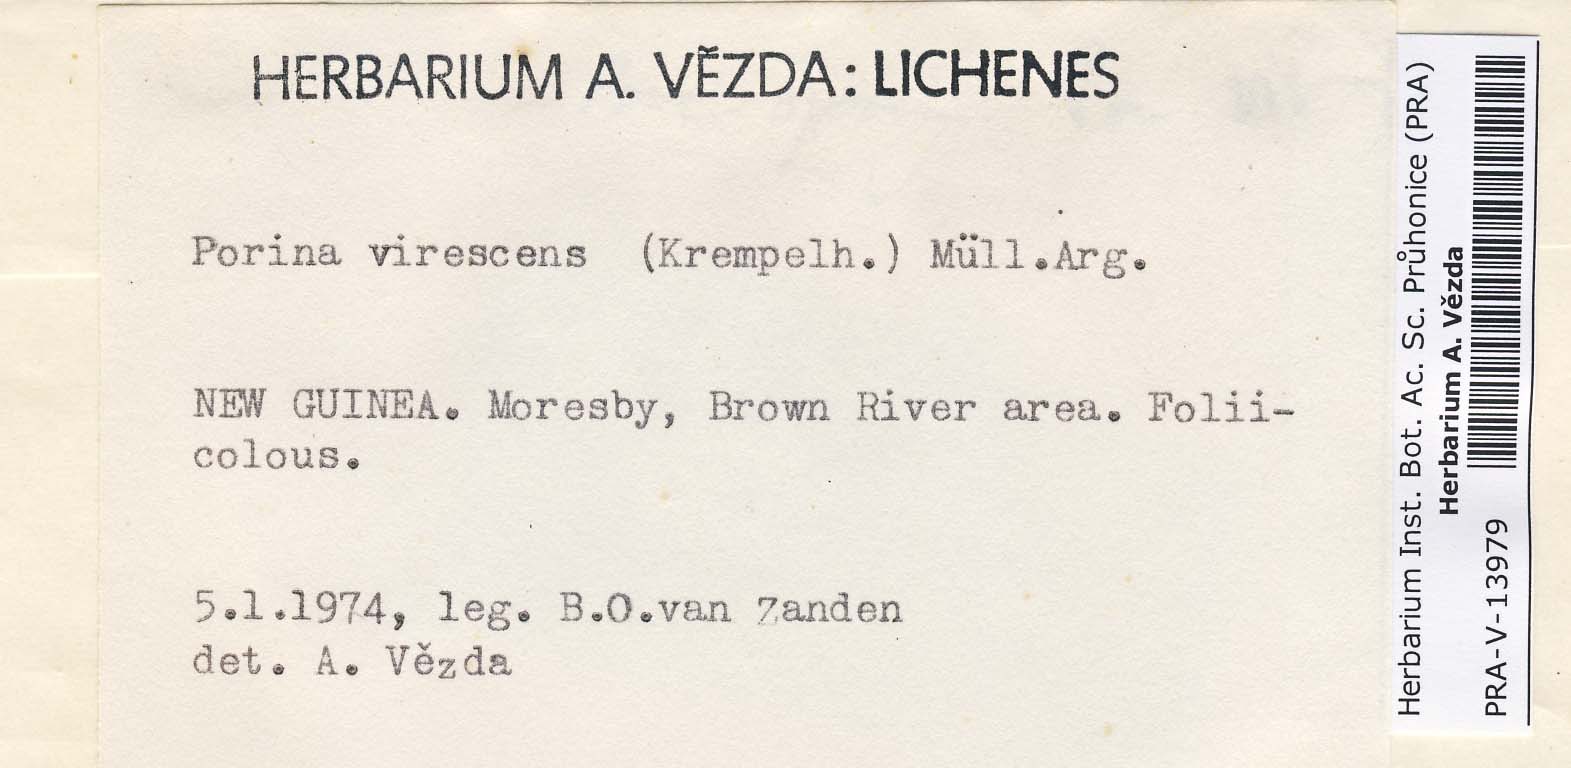 HERBARIUM A. VĚZDA: LICHENES
Porina virescens (Krempelh.) Müll.Arg.
NEW GUINEA. Moresby, Brown River area. Folii-
colous.
5.1.1974, leg. B.O.van Zanden
det. A. Vězda
Herbarium Inst. Bot. Ac. Sc. Průhonice (PRA)
Herbarium A. Vězda
PRA-V-13979